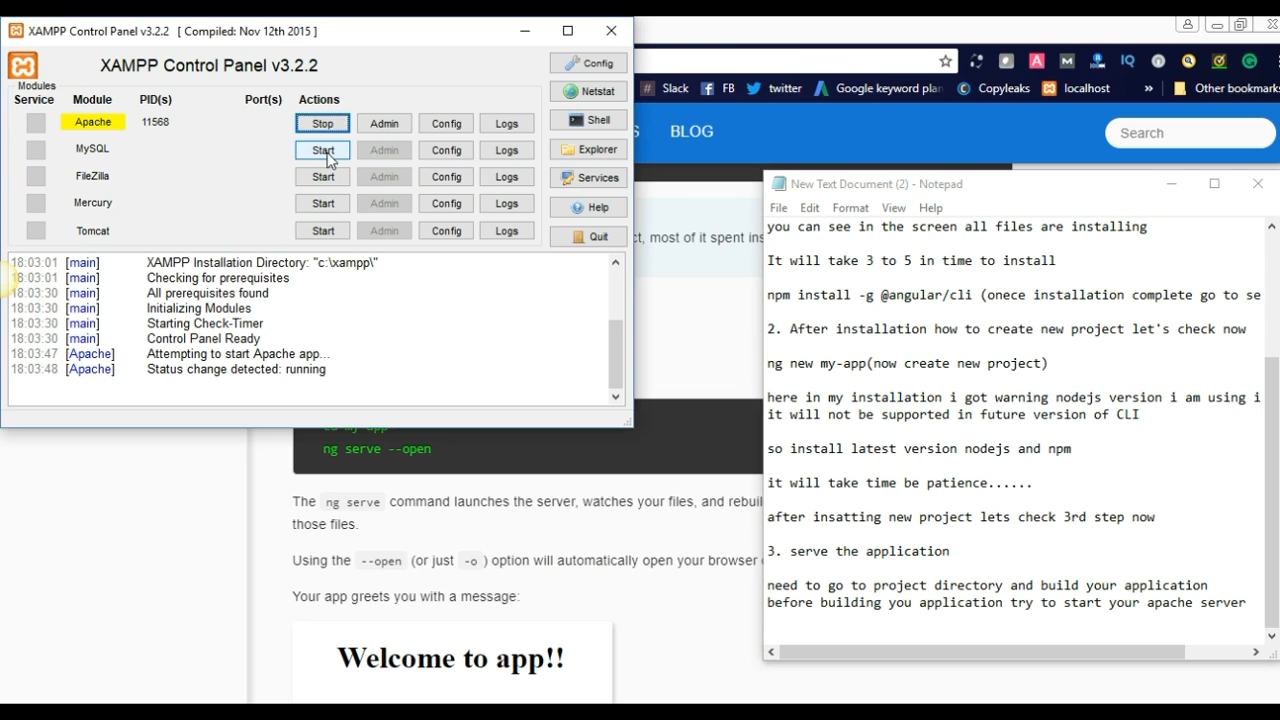 XAMPP Control Panel v3.2.2 [ Compiled: Nov 12th 2015 ]
XAMPP Control Panel v3.2.2
Config
Modules
Service Module PID(s) Port(s) Actions
Netstat
Apache 11568 Stop Admin Config Logs
Shell
MySQL Start Admin Config Logs
Explorer
FileZilla Start Admin Config Logs
Services
Mercury Start Admin Config Logs
Help
Tomcat Start Admin Config Logs
Quit
18:03:01 [main] XAMPP Installation Directory: "c:\xampp\"
18:03:01 [main] Checking for prerequisites
18:03:30 [main] All prerequisites found
18:03:30 [main] Initializing Modules
18:03:30 [main] Starting Check-Timer
18:03:30 [main] Control Panel Ready
18:03:47 [Apache] Attempting to start Apache app...
18:03:48 [Apache] Status change detected: running
A M IQ G
# Slack FB twitter Google keyword plan Copyleaks localhost » Other bookmarks
S BLOG Search
ct, most of it spent ins
ng serve --open
The ng serve command launches the server, watches your files, and rebuil
those files.
Using the --open (or just -o ) option will automatically open your browser
Your app greets you with a message:
Welcome to app!!
New Text Document (2) - Notepad
File Edit Format View Help
you can see in the screen all files are installing
It will take 3 to 5 in time to install
npm install -g @angular/cli (onece installation complete go to se
2. After installation how to create new project let's check now
ng new my-app(now create new project)
here in my installation i got warning nodejs version i am using i
it will not be supported in future version of CLI
so install latest version nodejs and npm
it will take time be patience......
after insatting new project lets check 3rd step now
3. serve the application
need to go to project directory and build your application
before building you application try to start your apache server